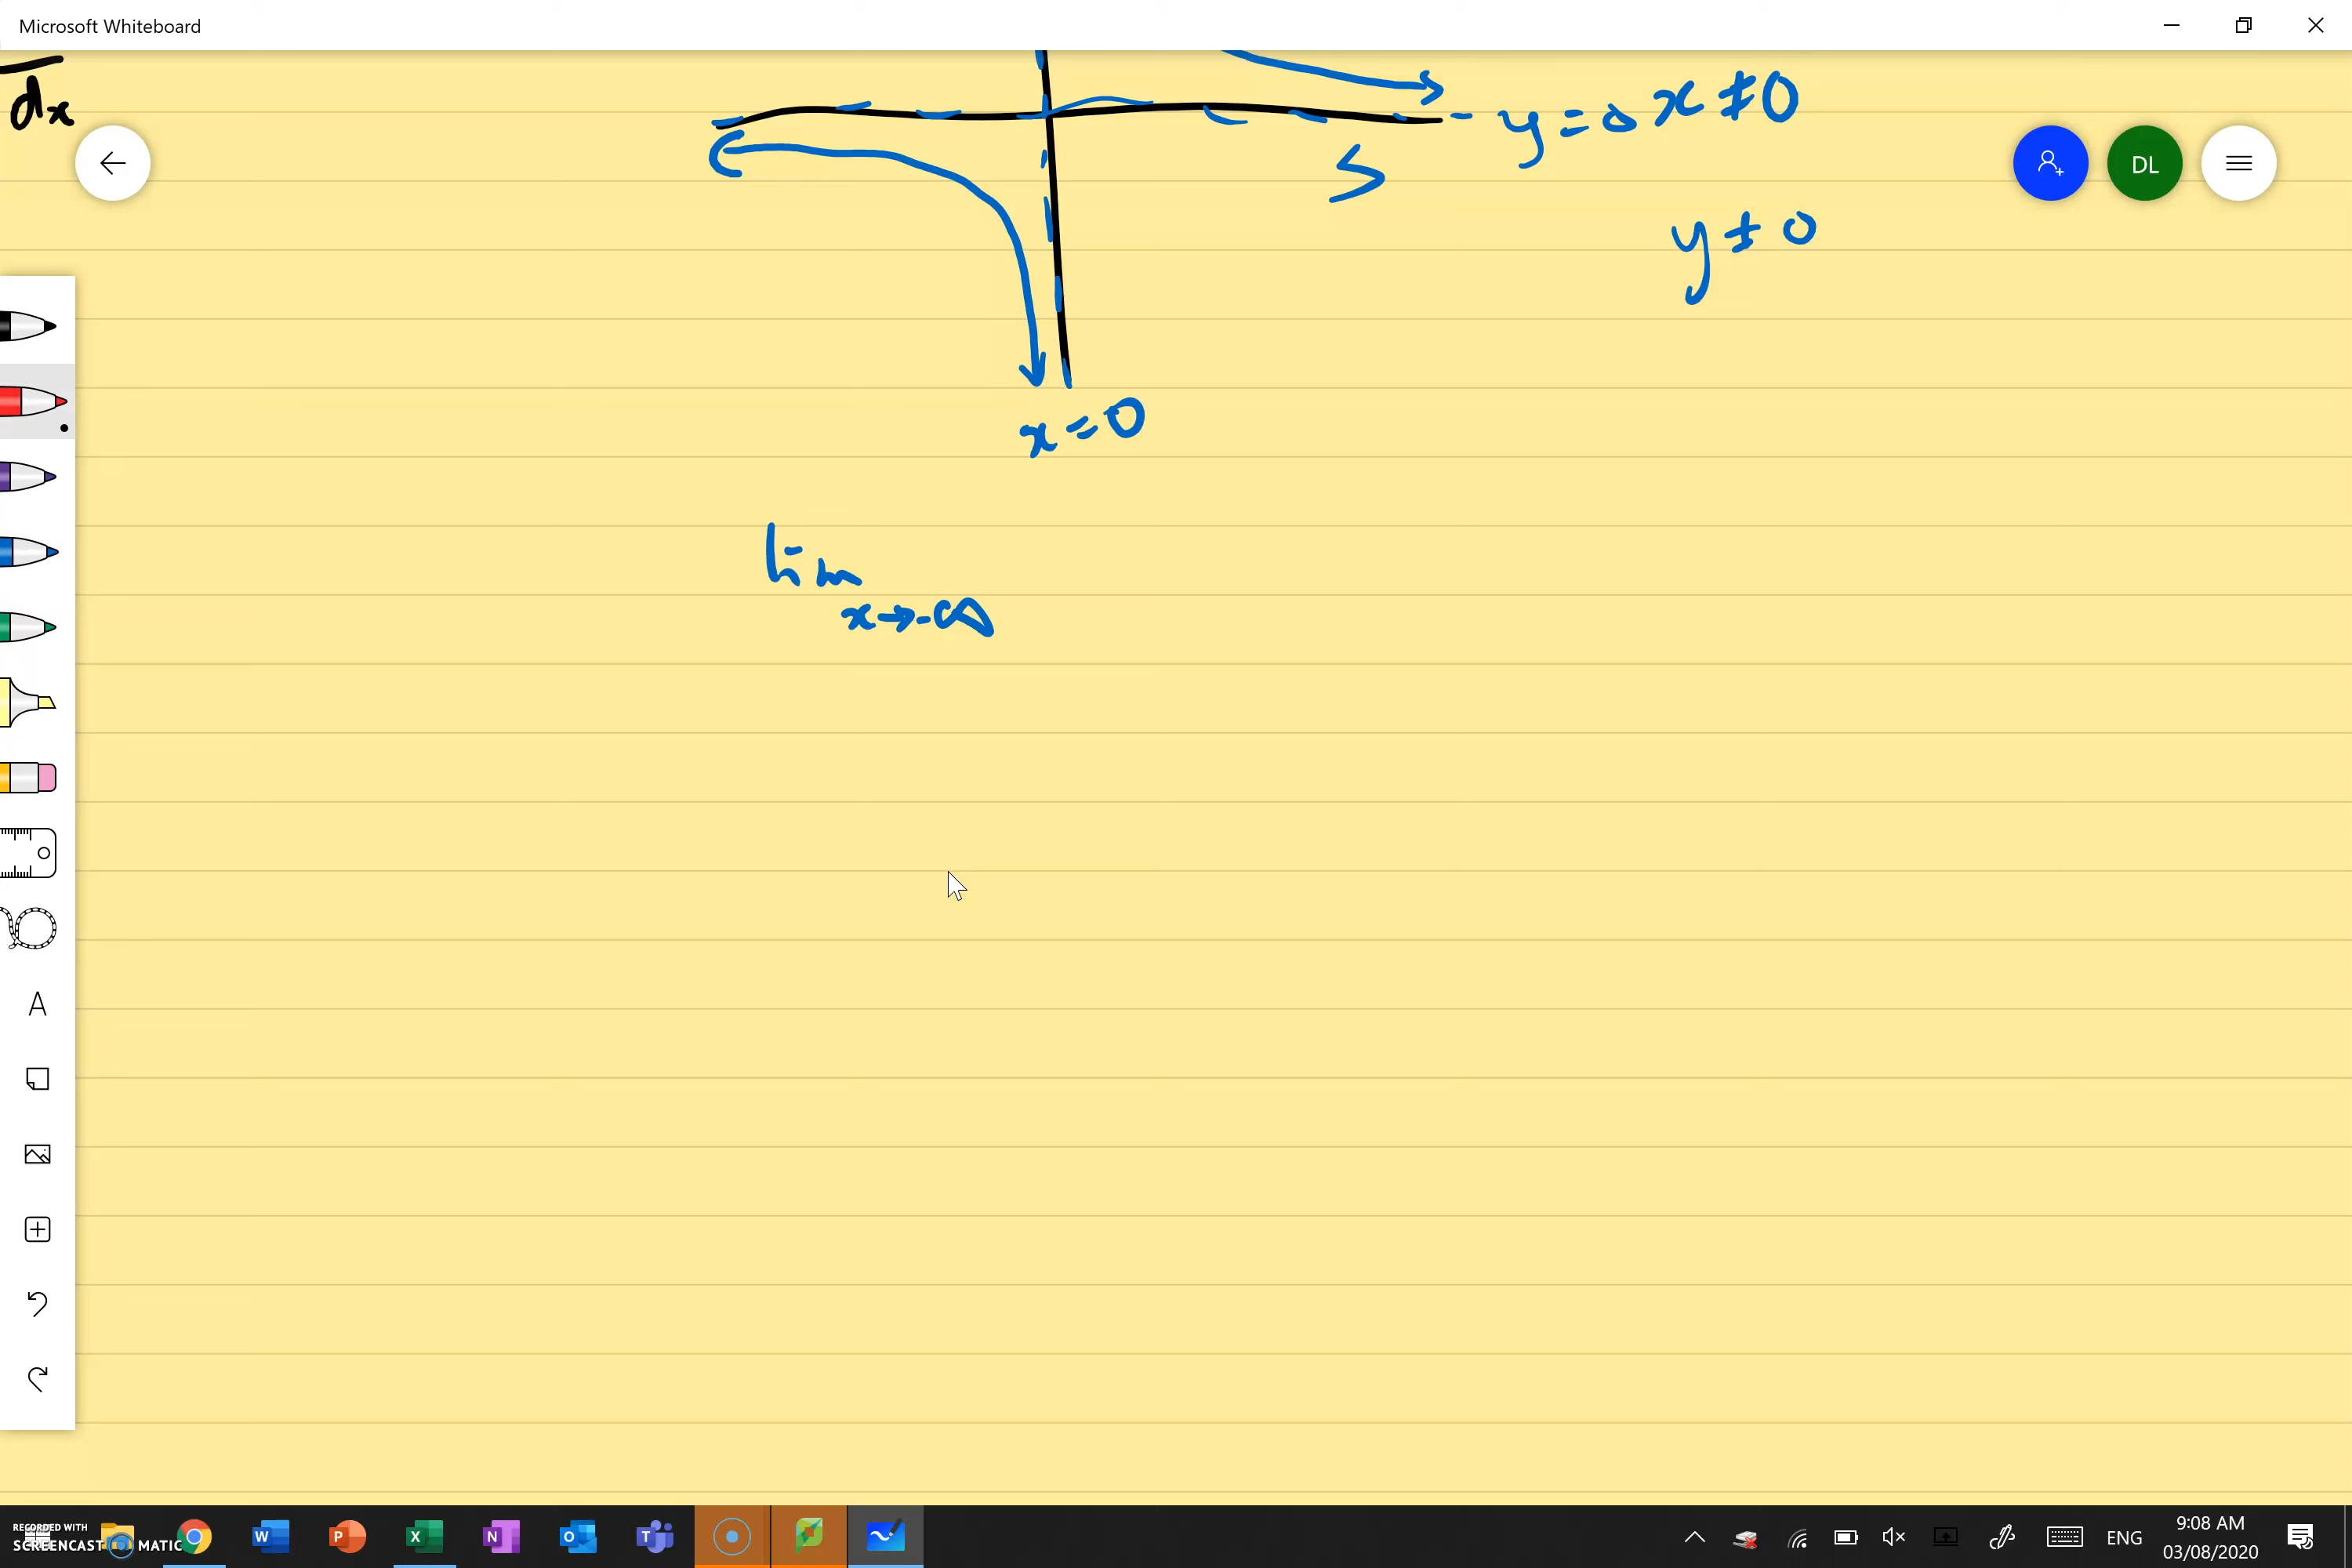 Microsoft Whiteboard
dx
y = 0 x ≠ 0
DL
y ≠ 0
x = 0
lim
x → -∞
A
RECORDED WITH
SCREENCAST MATIC
W
P
X
N
O
T
ENG
9:08 AM
03/08/2020